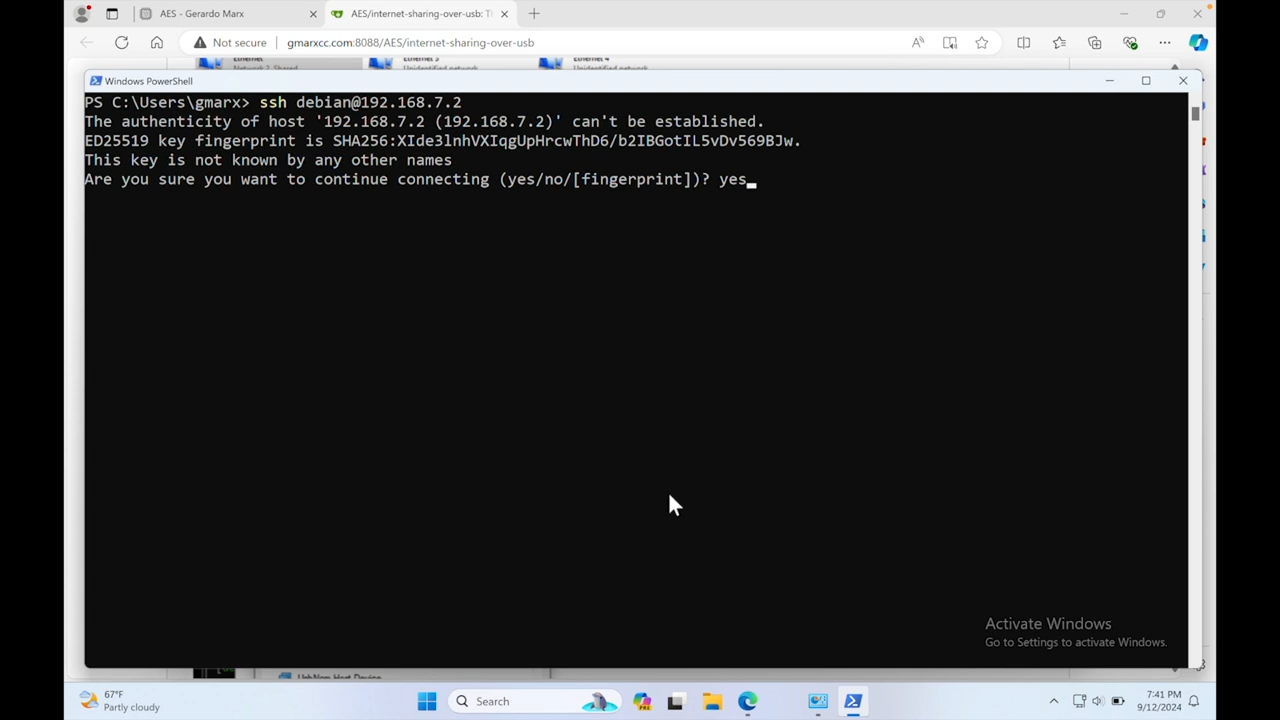 AES - Gerardo Marx
AES/internet-sharing-over-usb: Th
Not secure
gmarxcc.com:8088/AES/internet-sharing-over-usb
Windows PowerShell
PS C:\Users\gmarx> ssh debian@192.168.7.2
The authenticity of host '192.168.7.2 (192.168.7.2)' can't be established.
ED25519 key fingerprint is SHA256:XIde3lnhVXIqgUpHrcwThD6/b2IBGotIL5vDv569BJw.
This key is not known by any other names
Are you sure you want to continue connecting (yes/no/[fingerprint])? yes
Activate Windows
Go to Settings to activate Windows.
67°F
Partly cloudy
Search
7:41 PM
9/12/2024